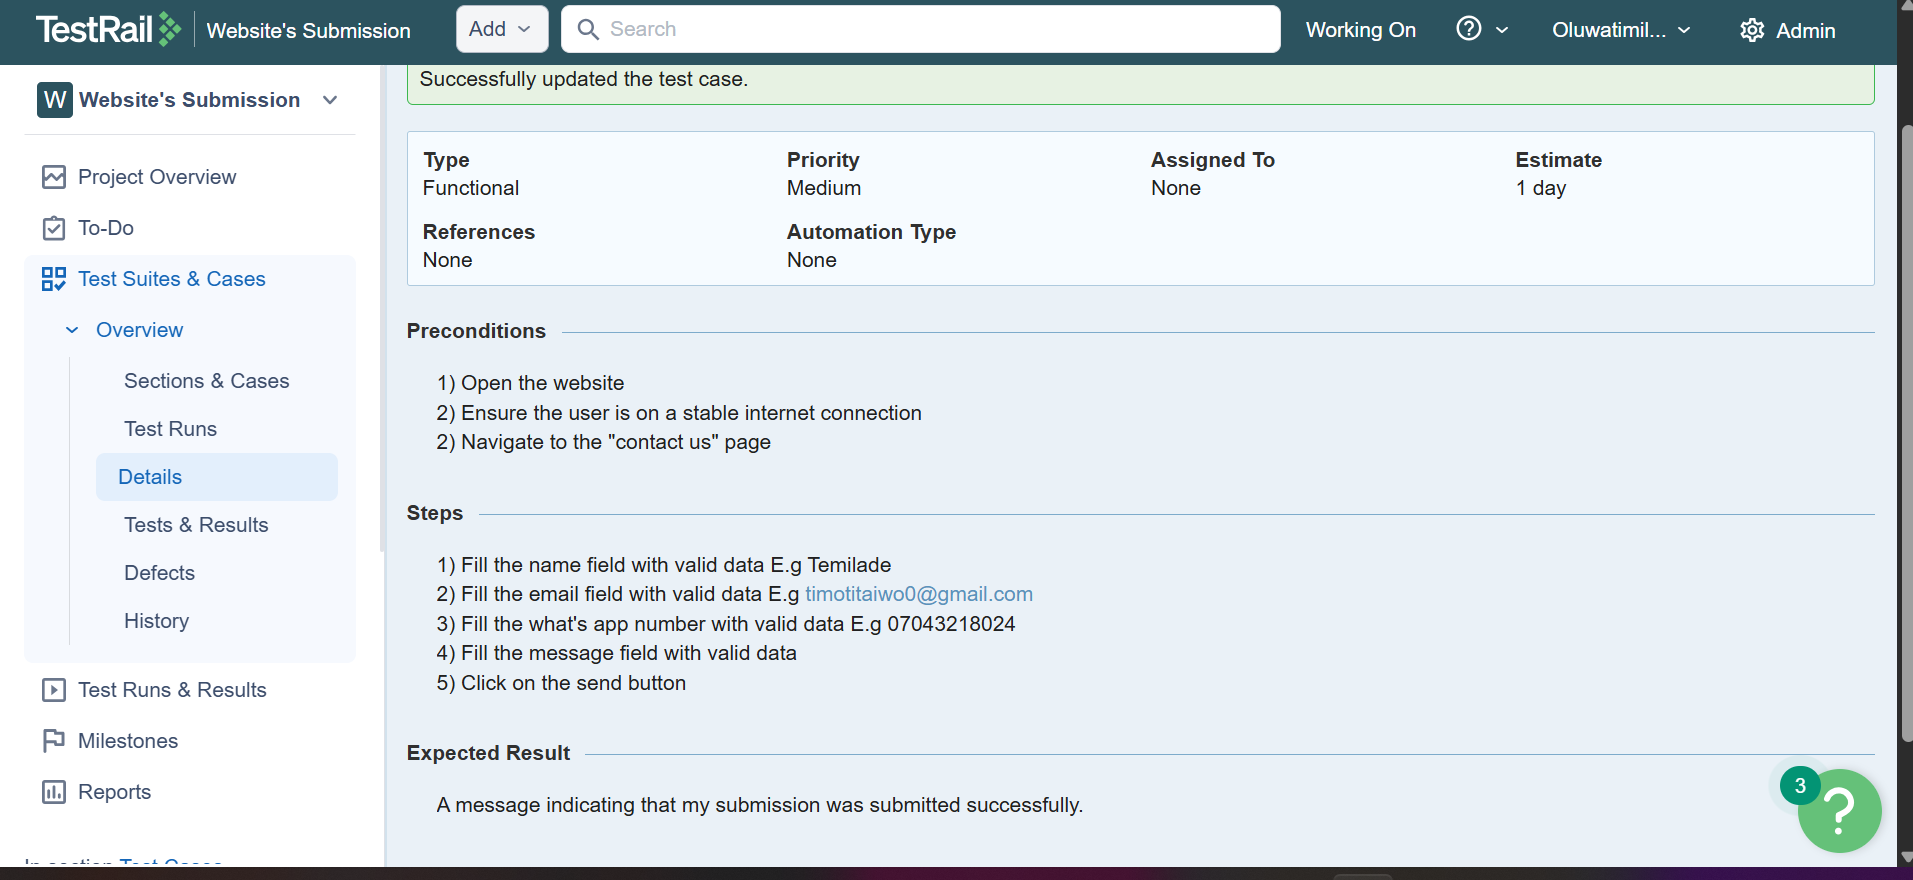 TestRail Website's Submission Add Search Working On Oluwatimil... Admin
W Website's Submission
Project Overview
To-Do
Test Suites & Cases
Overview
Sections & Cases
Test Runs
Details
Tests & Results
Defects
History
Test Runs & Results
Milestones
Reports
In section Test Cases
Successfully updated the test case.
Type Priority Assigned To Estimate
Functional Medium None 1 day
References Automation Type
None None
Preconditions
1) Open the website
2) Ensure the user is on a stable internet connection
2) Navigate to the "contact us" page
Steps
1) Fill the name field with valid data E.g Temilade
2) Fill the email field with valid data E.g timotitaiwo0@gmail.com
3) Fill the what's app number with valid data E.g 07043218024
4) Fill the message field with valid data
5) Click on the send button
Expected Result
A message indicating that my submission was submitted successfully.
3
?